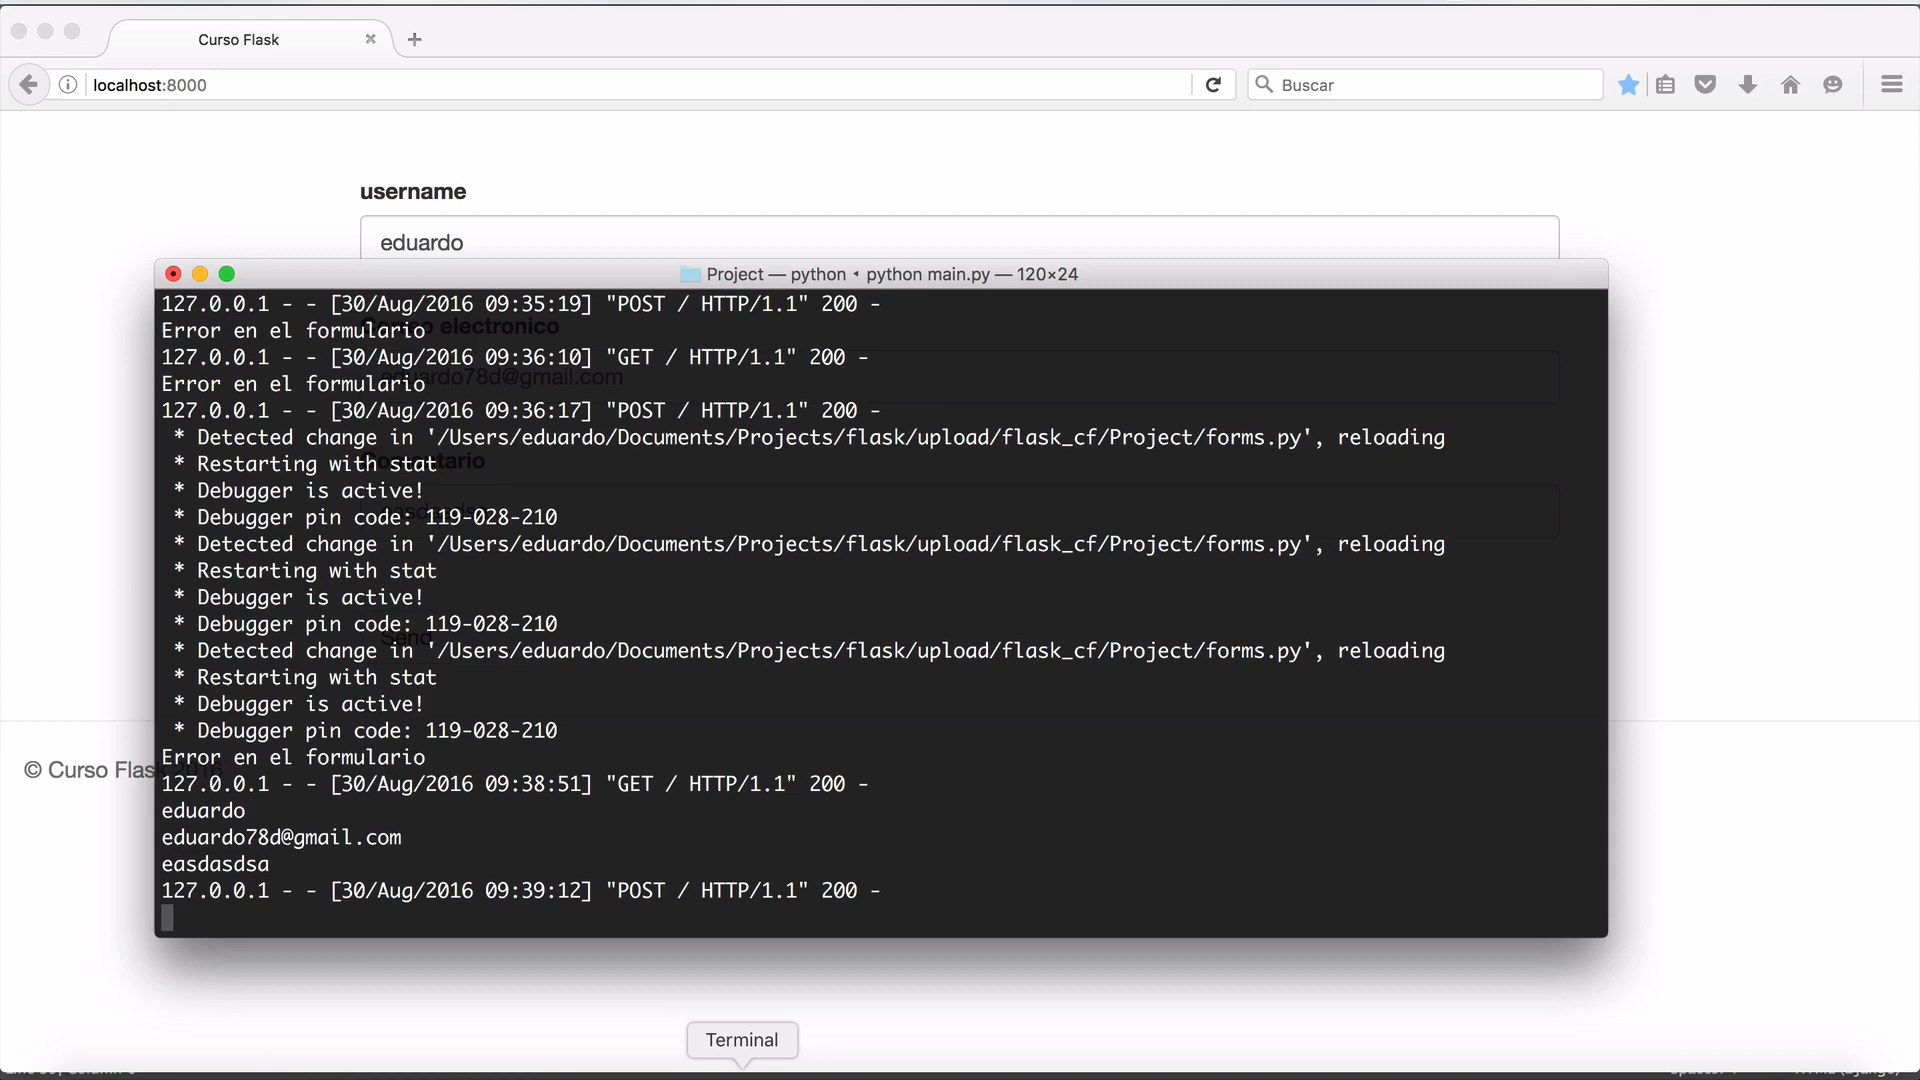 Curso Flask
localhost:8000
Buscar
username
eduardo
Project — python • python main.py — 120×24
127.0.0.1 - - [30/Aug/2016 09:35:19] "POST / HTTP/1.1" 200 -
Error en el formulario
electronico
127.0.0.1 - - [30/Aug/2016 09:36:10] "GET / HTTP/1.1" 200 -
Error en el formulario
eduardo78d@gmail.com
127.0.0.1 - - [30/Aug/2016 09:36:17] "POST / HTTP/1.1" 200 -
* Detected change in '/Users/eduardo/Documents/Projects/flask/upload/flask_cf/Project/forms.py', reloading
* Restarting with stat
* Debugger is active!
* Debugger pin code: 119-028-210
* Detected change in '/Users/eduardo/Documents/Projects/flask/upload/flask_cf/Project/forms.py', reloading
* Restarting with stat
* Debugger is active!
* Debugger pin code: 119-028-210
Send
* Detected change in '/Users/eduardo/Documents/Projects/flask/upload/flask_cf/Project/forms.py', reloading
* Restarting with stat
* Debugger is active!
* Debugger pin code: 119-028-210
Error en el formulario
© Curso Flask 2016
127.0.0.1 - - [30/Aug/2016 09:38:51] "GET / HTTP/1.1" 200 -
eduardo
eduardo78d@gmail.com
easdasdsa
127.0.0.1 - - [30/Aug/2016 09:39:12] "POST / HTTP/1.1" 200 -
Terminal